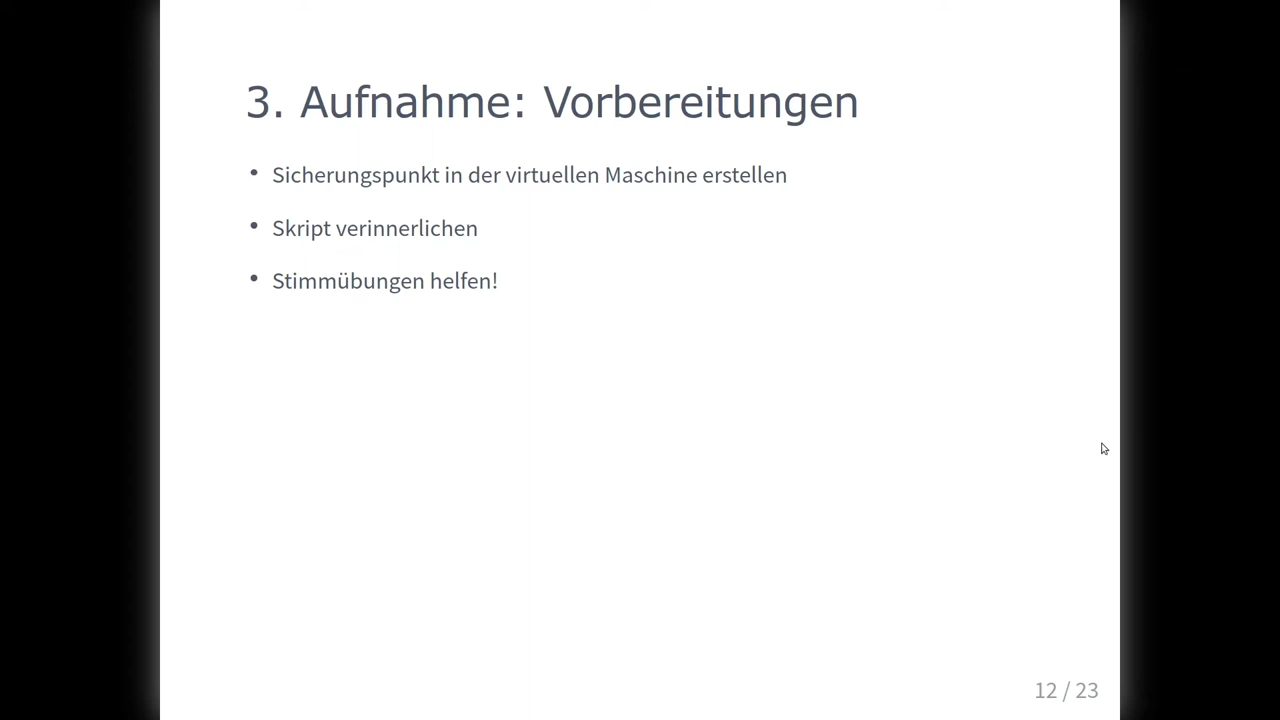 3. Aufnahme: Vorbereitungen
• Sicherungspunkt in der virtuellen Maschine erstellen
• Skript verinnerlichen
• Stimmübungen helfen!
12 / 23